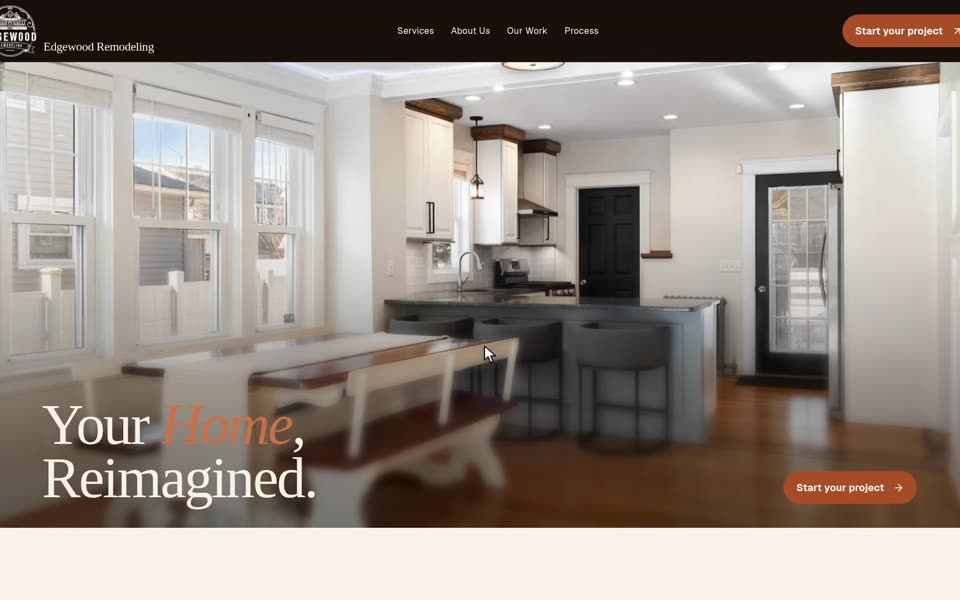 Edgewood Remodeling
Services
About Us
Our Work
Process
Start your project
Your Home,
Reimagined.
Start your project